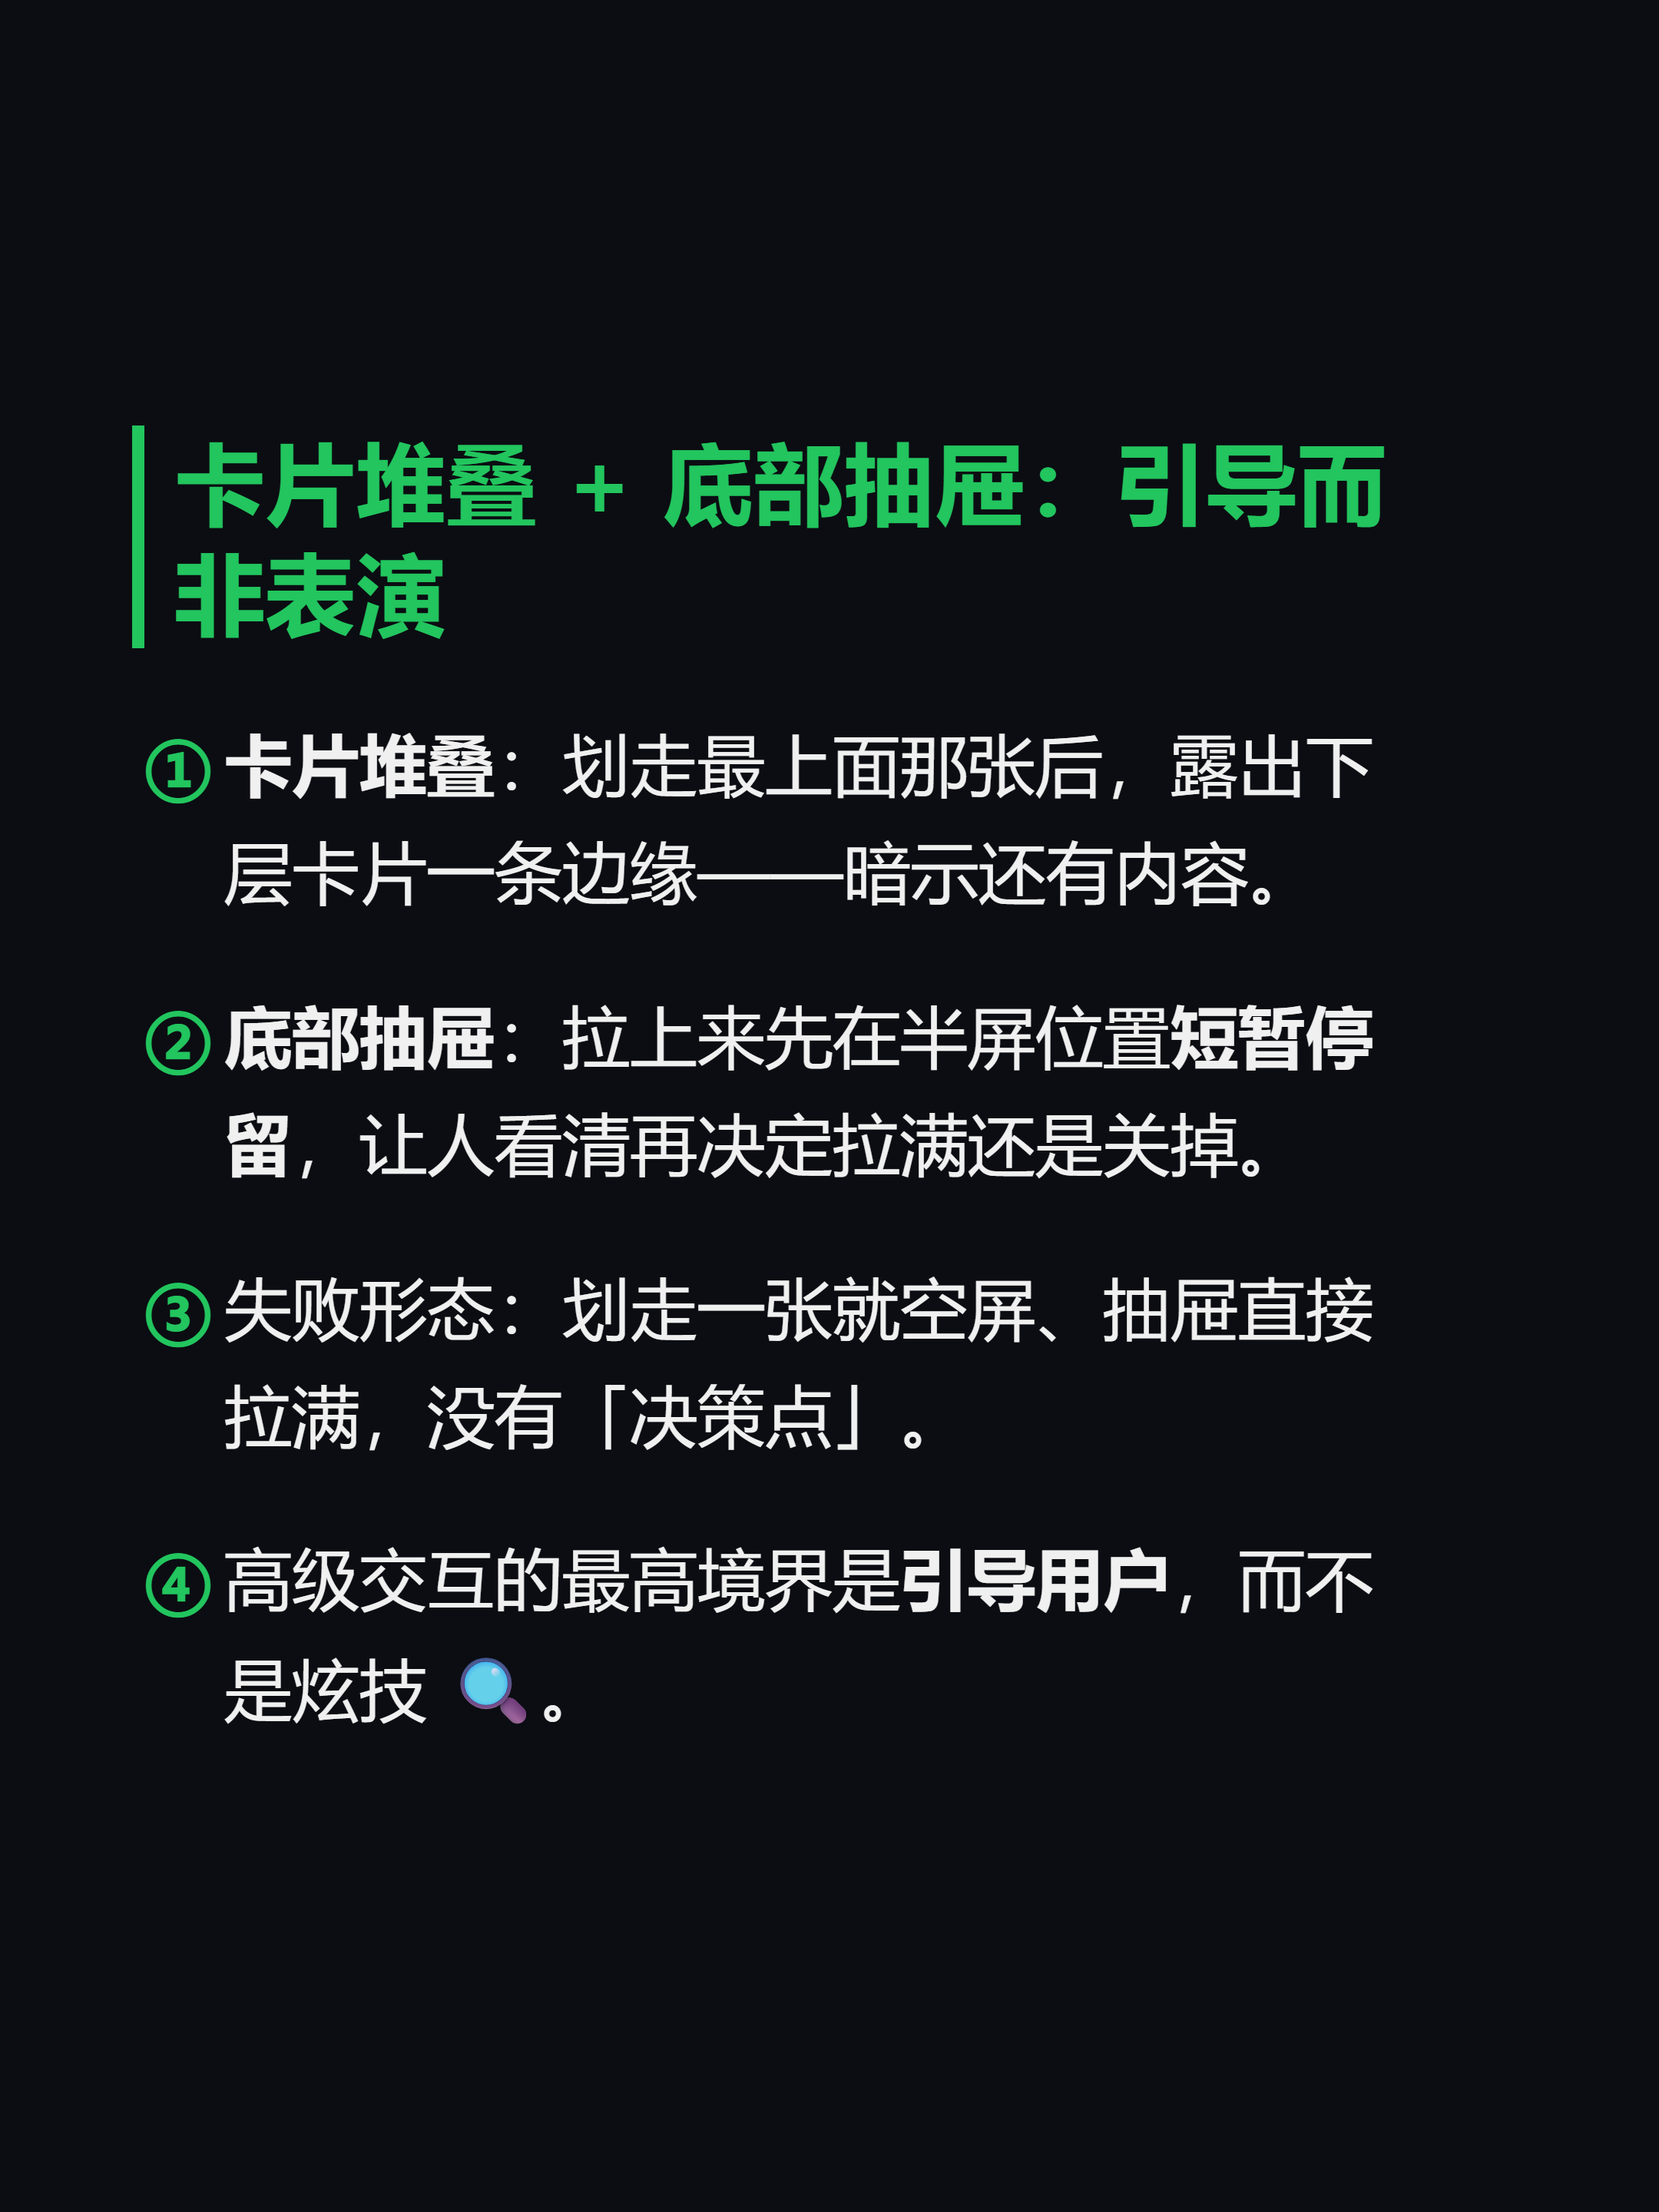 卡片堆叠 + 底部抽屉：引导而
非表演
① 卡片堆叠：划走最上面那张后，露出下
层卡片一条边缘——暗示还有内容。
② 底部抽屉：拉上来先在半屏位置短暂停
留，让人看清再决定拉满还是关掉。
③ 失败形态：划走一张就空屏、抽屉直接
拉满，没有「决策点」。
④ 高级交互的最高境界是引导用户，而不
是炫技 🔍。